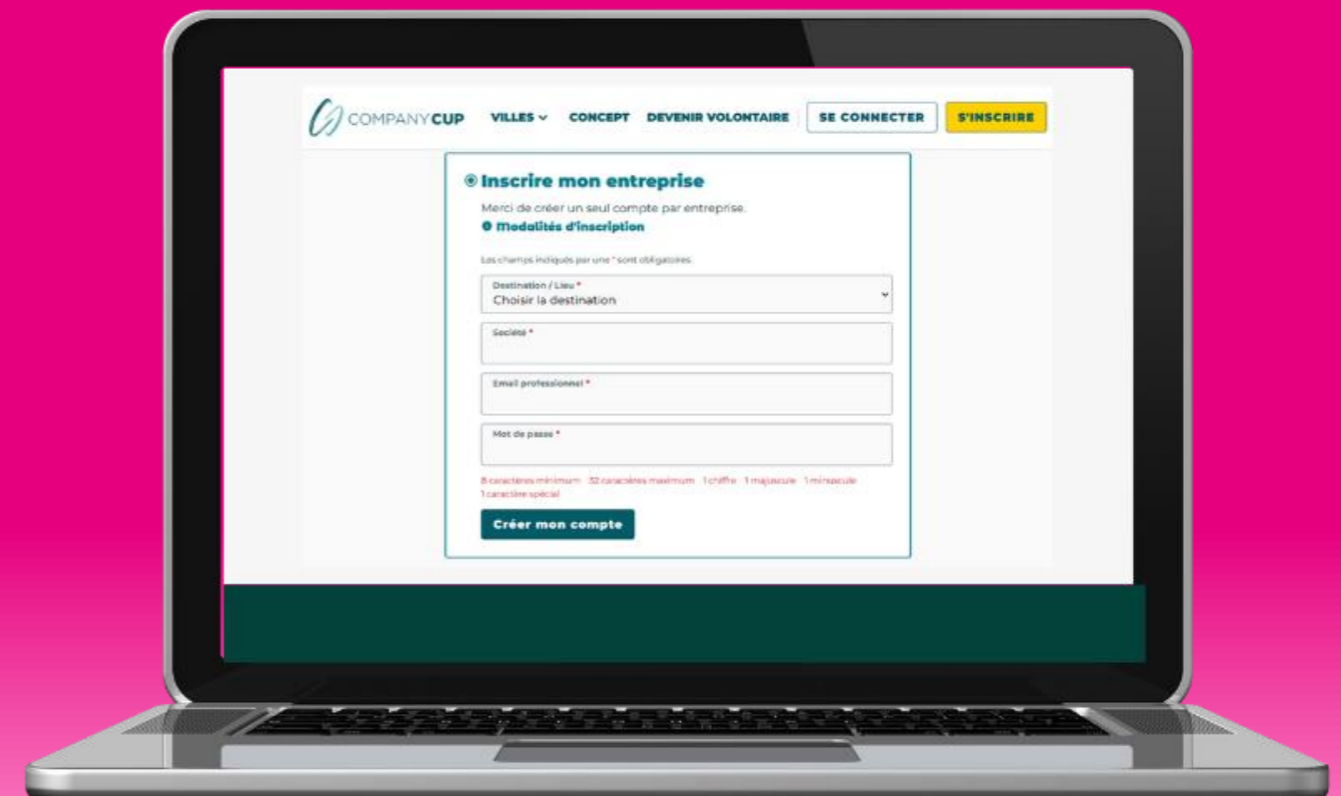 COMPANYCUP
VILLES CONCEPT DEVENIR VOLONTAIRE SE CONNECTER S'INSCRIRE
Inscrire mon entreprise
Merci de créer un seul compte par entreprise.
Modalités d'inscription
Les champs indiqués par une * sont obligatoires
Destination / Lieu *
Choisir la destination
Société *
Email professionnel *
Mot de passe *
8 caractères minimum 32 caractères maximum 1 chiffre 1 majuscule 1 minuscule
1 caractère spécial
Créer mon compte